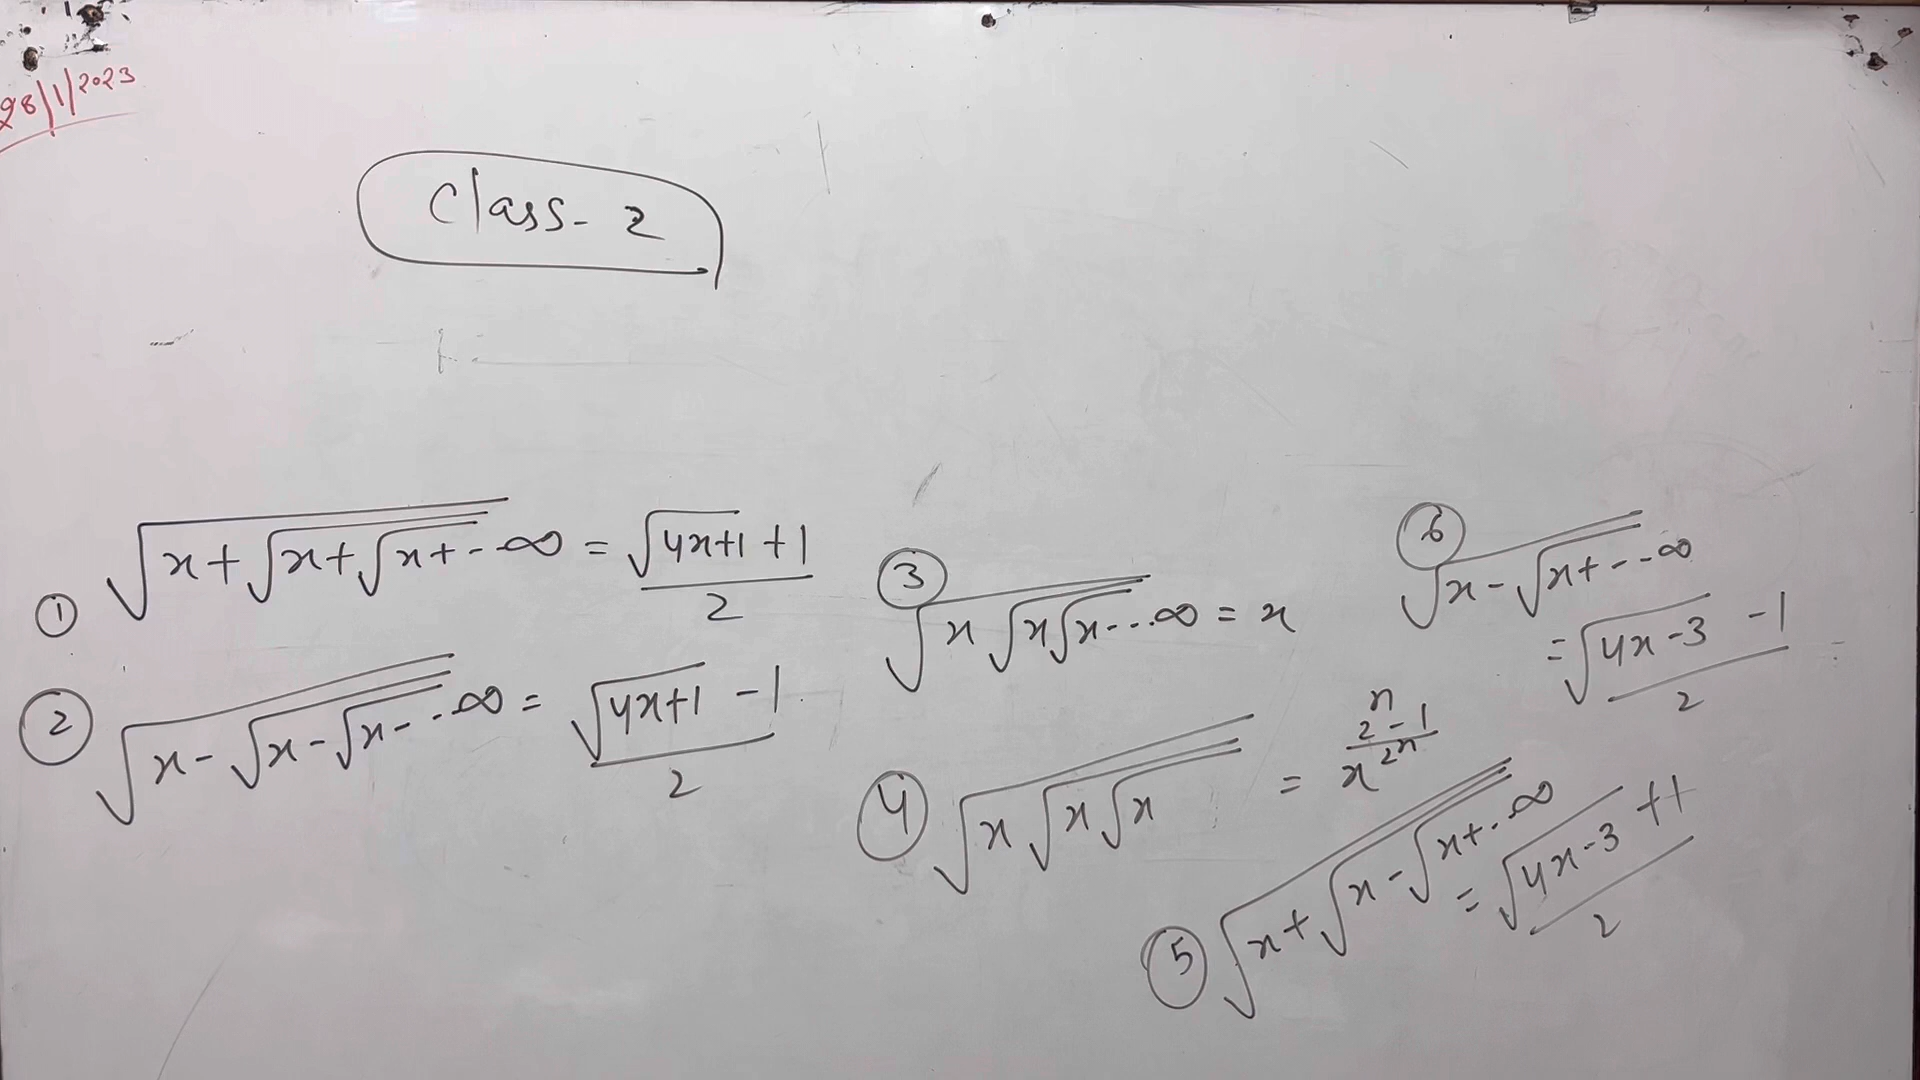 28/1/2023
Class-2
① √(x+√(x+√(x+--∞))) = (√(4x+1) + 1)/2
② √(x-√(x-√(x--.∞))) = (√(4x+1) - 1)/2
③ √(x√(x√(x--..∞))) = x
④ √(x√(x√x)) = x^((2^n-1)/2^n)
⑤ √(x+√(x-√(x+..∞))) = (√(4x-3) + 1)/2
⑥ √(x-√(x+---∞)) = (√(4x-3) - 1)/2